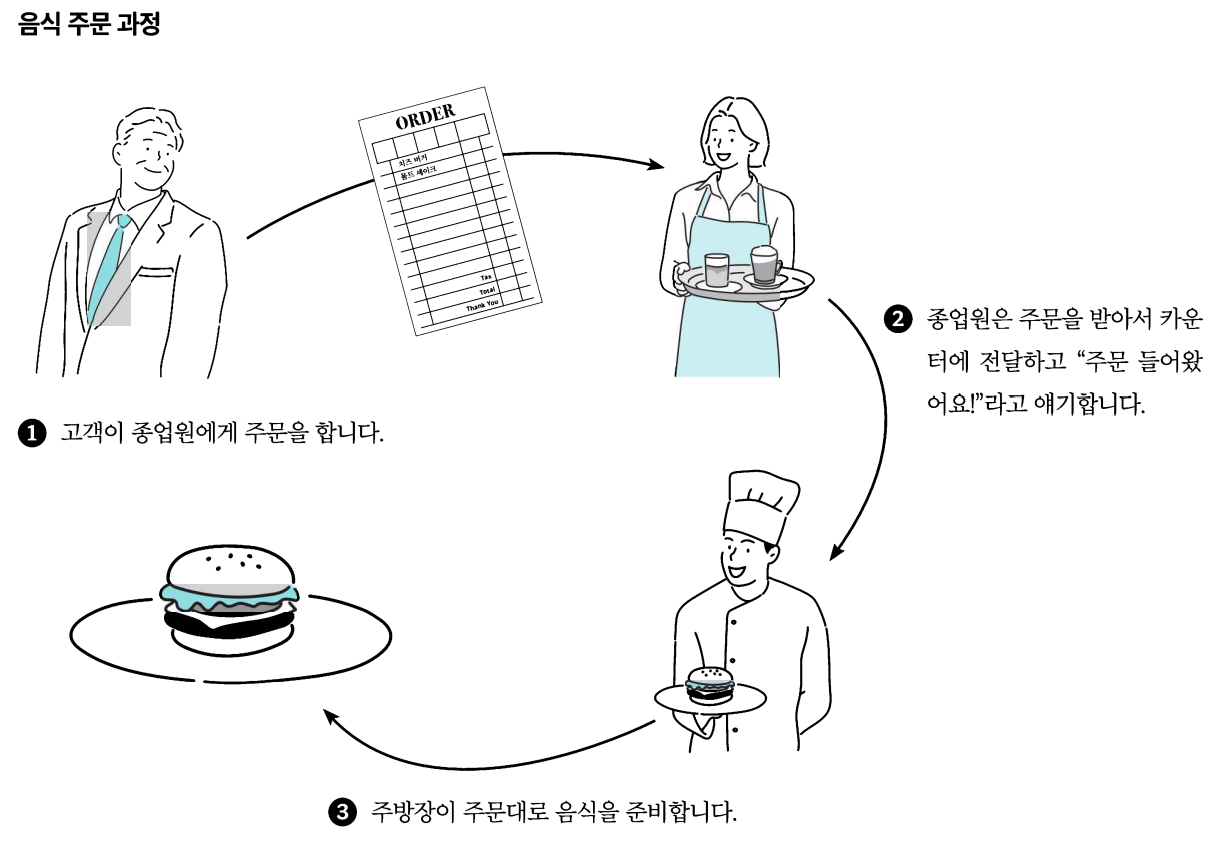 음식 주문 과정
ORDER
치즈 버거
몰트 셰이크
Tax
Total
Thank You
❶ 고객이 종업원에게 주문을 합니다.
❷ 종업원은 주문을 받아서 카운
터에 전달하고 “주문 들어왔
어요!”라고 얘기합니다.
❸ 주방장이 주문대로 음식을 준비합니다.